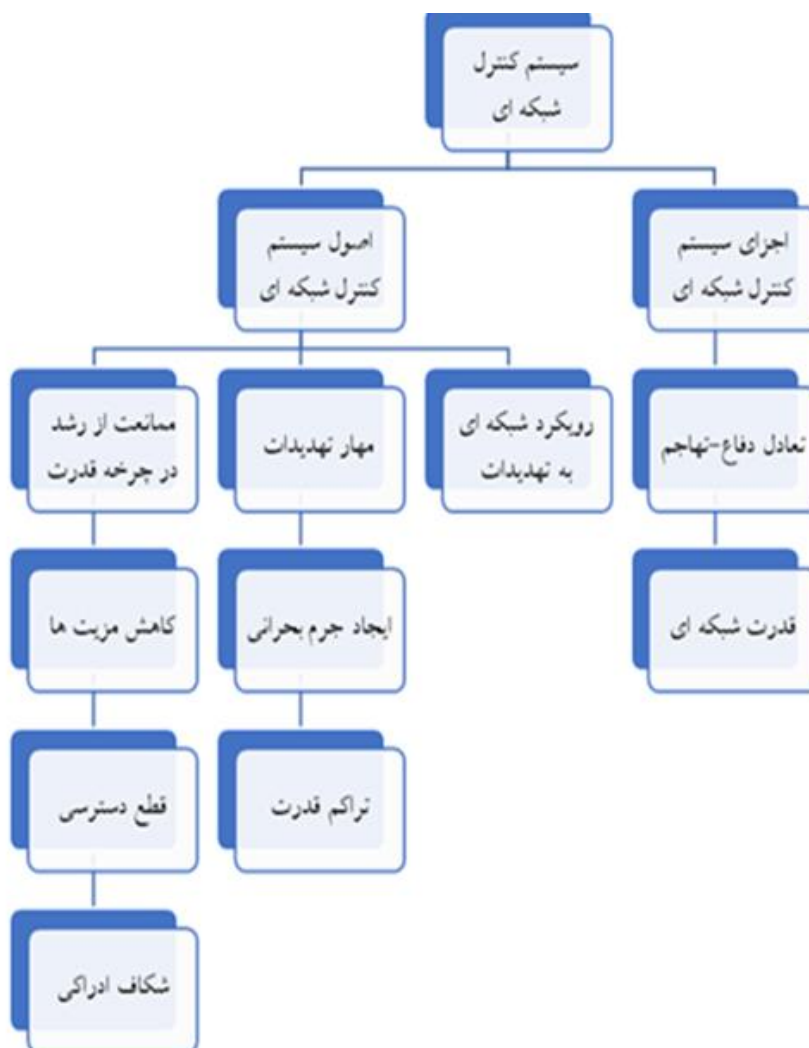 سیستم کنترل
شبکه ای
اجزای سیستم
کنترل شبکه ای
اصول سیستم
کنترل شبکه ای
تعادل دفاع-تهاجم
رویکرد شبکه ای
به تهدیدات
مهار تهدیدات
ممانعت از رشد
در چرخه قدرت
قدرت شبکه ای
ایجاد جرم بحرانی
کاهش مزیت ها
تراکم قدرت
قطع دسترسی
شکاف ادراکی